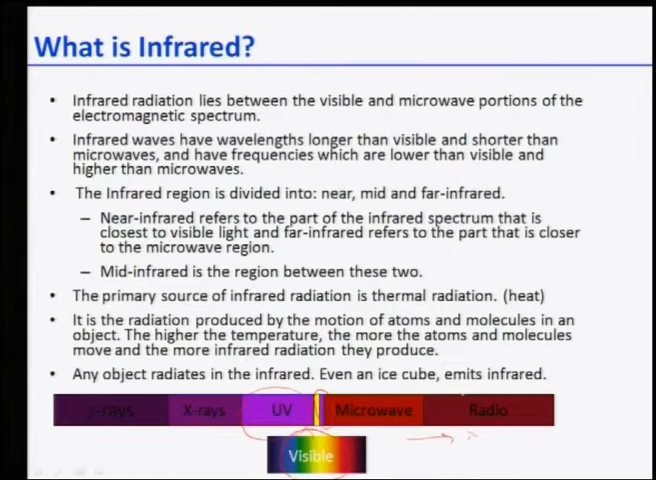 What is Infrared?
• Infrared radiation lies between the visible and microwave portions of the
electromagnetic spectrum.
• Infrared waves have wavelengths longer than visible and shorter than
microwaves, and have frequencies which are lower than visible and
higher than microwaves.
• The Infrared region is divided into: near, mid and far-infrared.
– Near-infrared refers to the part of the infrared spectrum that is
closest to visible light and far-infrared refers to the part that is closer
to the microwave region.
– Mid-infrared is the region between these two.
• The primary source of infrared radiation is thermal radiation. (heat)
• It is the radiation produced by the motion of atoms and molecules in an
object. The higher the temperature, the more the atoms and molecules
move and the more infrared radiation they produce.
• Any object radiates in the infrared. Even an ice cube, emits infrared.
γ-rays X-rays UV Microwave Radio
Visible